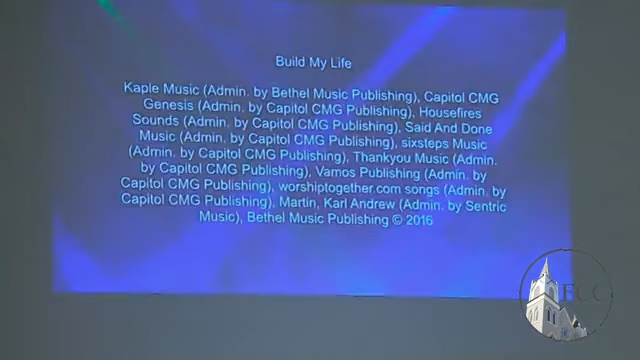 Build My Life
Kaple Music (Admin. by Bethel Music Publishing), Capitol CMG
Genesis (Admin. by Capitol CMG Publishing), Housefires
Sounds (Admin. by Capitol CMG Publishing), Said And Done
Music (Admin. by Capitol CMG Publishing), sixsteps Music
(Admin. by Capitol CMG Publishing), Thankyou Music (Admin.
by Capitol CMG Publishing), Vamos Publishing (Admin. by
Capitol CMG Publishing), worshiptogether.com songs (Admin. by
Capitol CMG Publishing), Martin, Karl Andrew (Admin. by Sentric
Music), Bethel Music Publishing © 2016